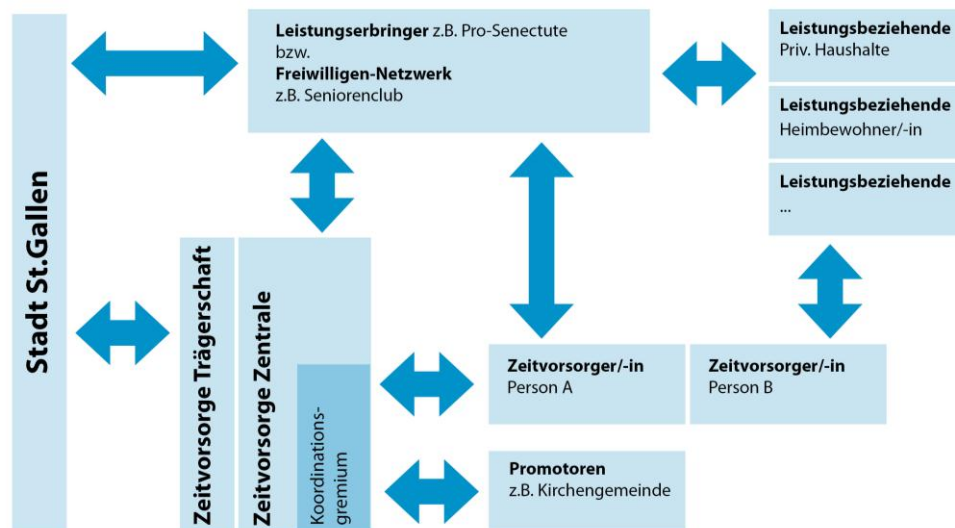 Stadt St.Gallen
Leistungserbringer z.B. Pro-Senectute
bzw.
Freiwilligen-Netzwerk
z.B. Seniorenclub
Leistungsbeziehende
Priv. Haushalte
Leistungsbeziehende
Heimbewohner/-in
Leistungsbeziehende
...
Zeitvorsorge Trägerschaft
Zeitvorsorge Zentrale
Koordinations-
gremium
Zeitvorsorger/-in
Person A
Zeitvorsorger/-in
Person B
Promotoren
z.B. Kirchengemeinde